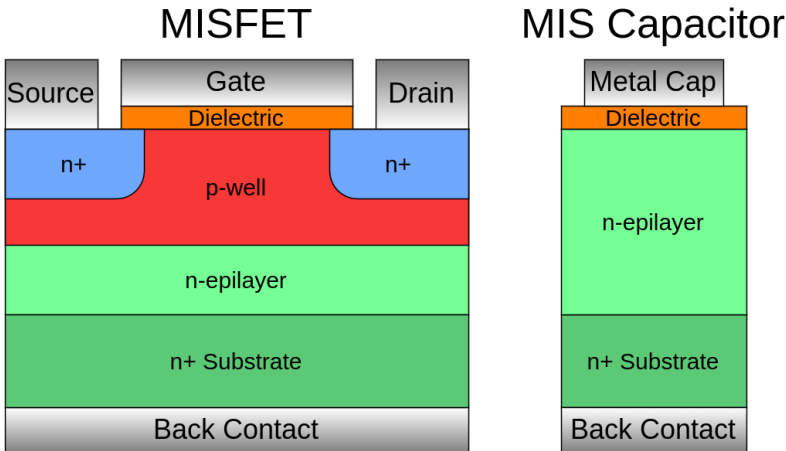 MISFET
Source
Gate
Drain
Dielectric
n+
p-well
n+
n-epilayer
n+ Substrate
Back Contact
MIS Capacitor
Metal Cap
Dielectric
n-epilayer
n+ Substrate
Back Contact